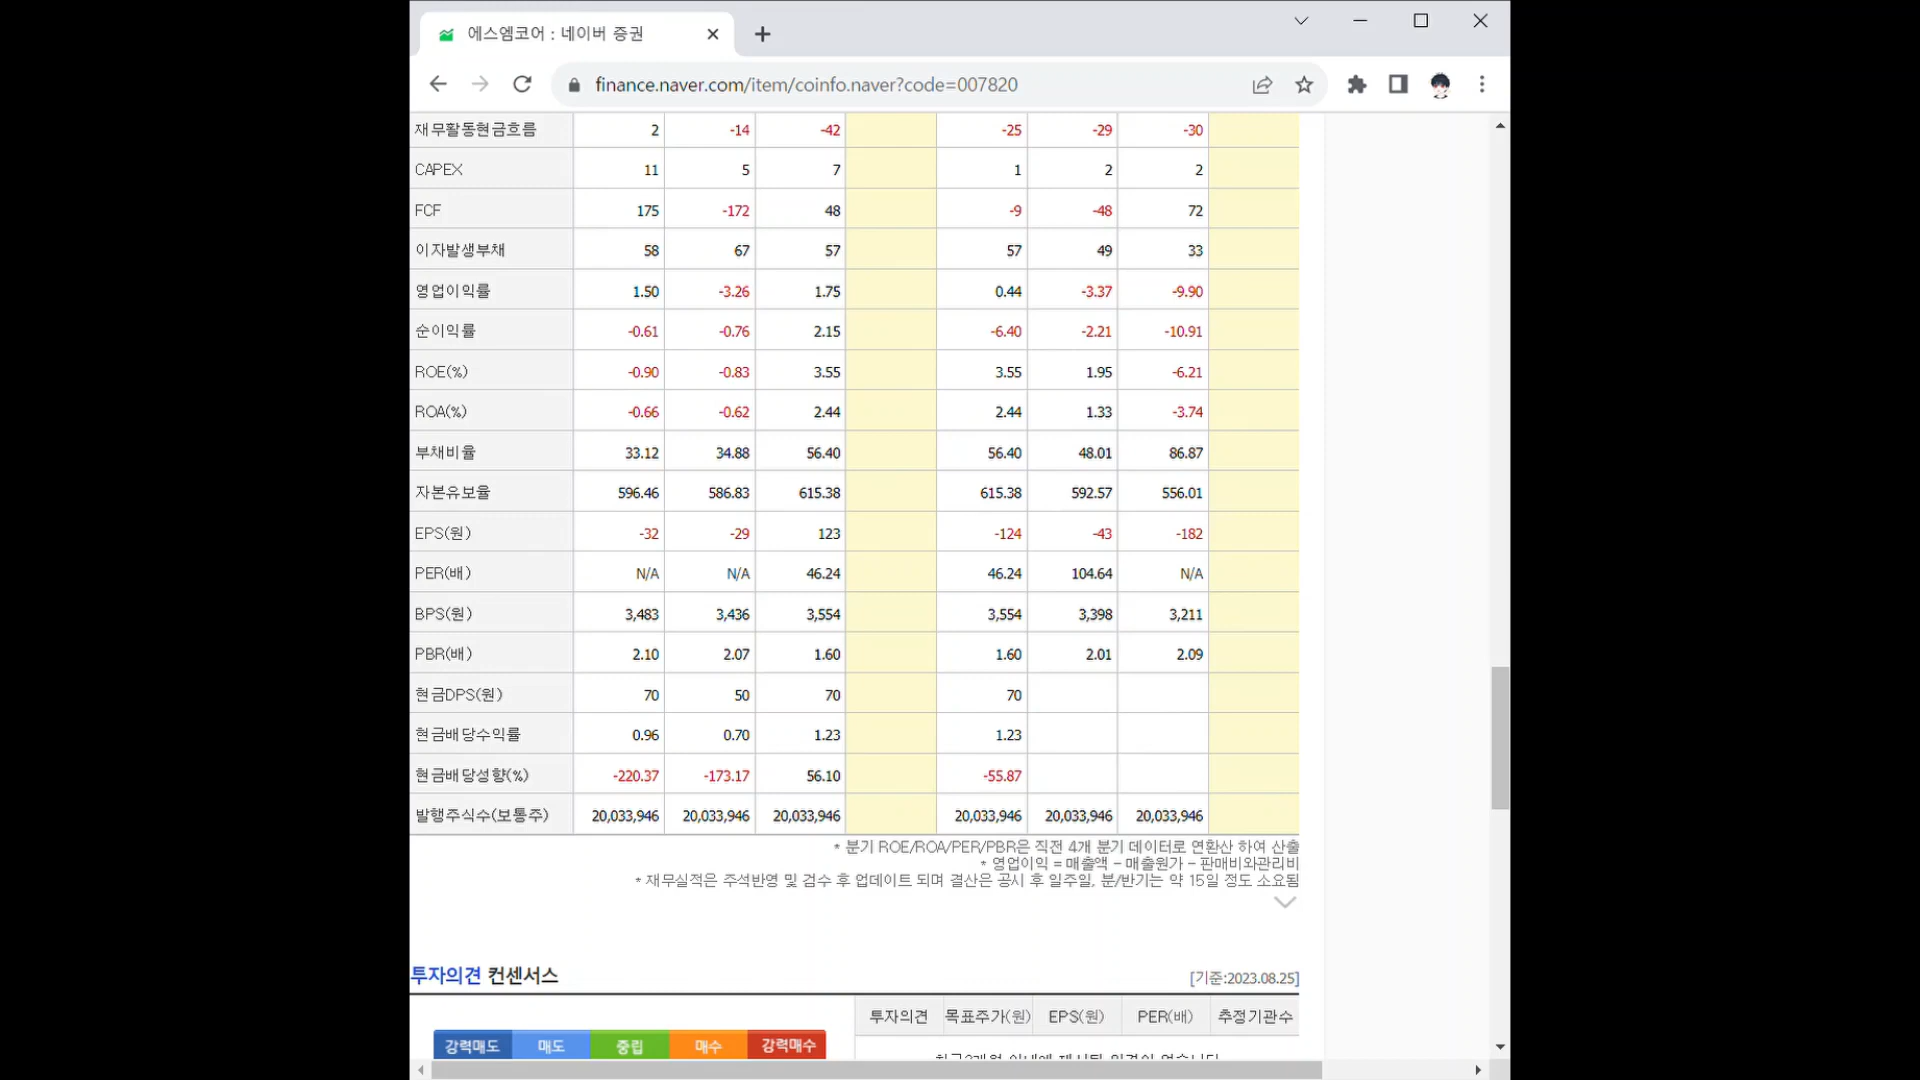 에스엠코어 : 네이버 증권
finance.naver.com/item/coinfo.naver?code=007820
재무활동현금흐름 2 -14 -42 -25 -29 -30
CAPEX 11 5 7 1 2 2
FCF 175 -172 48 -9 -48 72
이자발생부채 58 67 57 57 49 33
영업이익률 1.50 -3.26 1.75 0.44 -3.37 -9.90
순이익률 -0.61 -0.76 2.15 -6.40 -2.21 -10.91
ROE(%) -0.90 -0.83 3.55 3.55 1.95 -6.21
ROA(%) -0.66 -0.62 2.44 2.44 1.33 -3.74
부채비율 33.12 34.88 56.40 56.40 48.01 86.87
자본유보율 596.46 586.83 615.38 615.38 592.57 556.01
EPS(원) -32 -29 123 -124 -43 -182
PER(배) N/A N/A 46.24 46.24 104.64 N/A
BPS(원) 3,483 3,436 3,554 3,554 3,398 3,211
PBR(배) 2.10 2.07 1.60 1.60 2.01 2.09
현금DPS(원) 70 50 70 70
현금배당수익률 0.96 0.70 1.23 1.23
현금배당성향(%) -220.37 -173.17 56.10 -55.87
발행주식수(보통주) 20,033,946 20,033,946 20,033,946 20,033,946 20,033,946 20,033,946
* 분기 ROE/ROA/PER/PBR은 직전 4개 분기 데이터로 연환산 하여 산출
* 영업이익 = 매출액 - 매출원가 - 판매비와관리비
* 재무실적은 주석반영 및 검수 후 업데이트 되며 결산은 공시 후 일주일, 분/반기는 약 15일 정도 소요됨
투자의견 컨센서스 [기준:2023.08.25]
투자의견 목표주가(원) EPS(원) PER(배) 추정기관수
강력매도 매도 중립 매수 강력매수